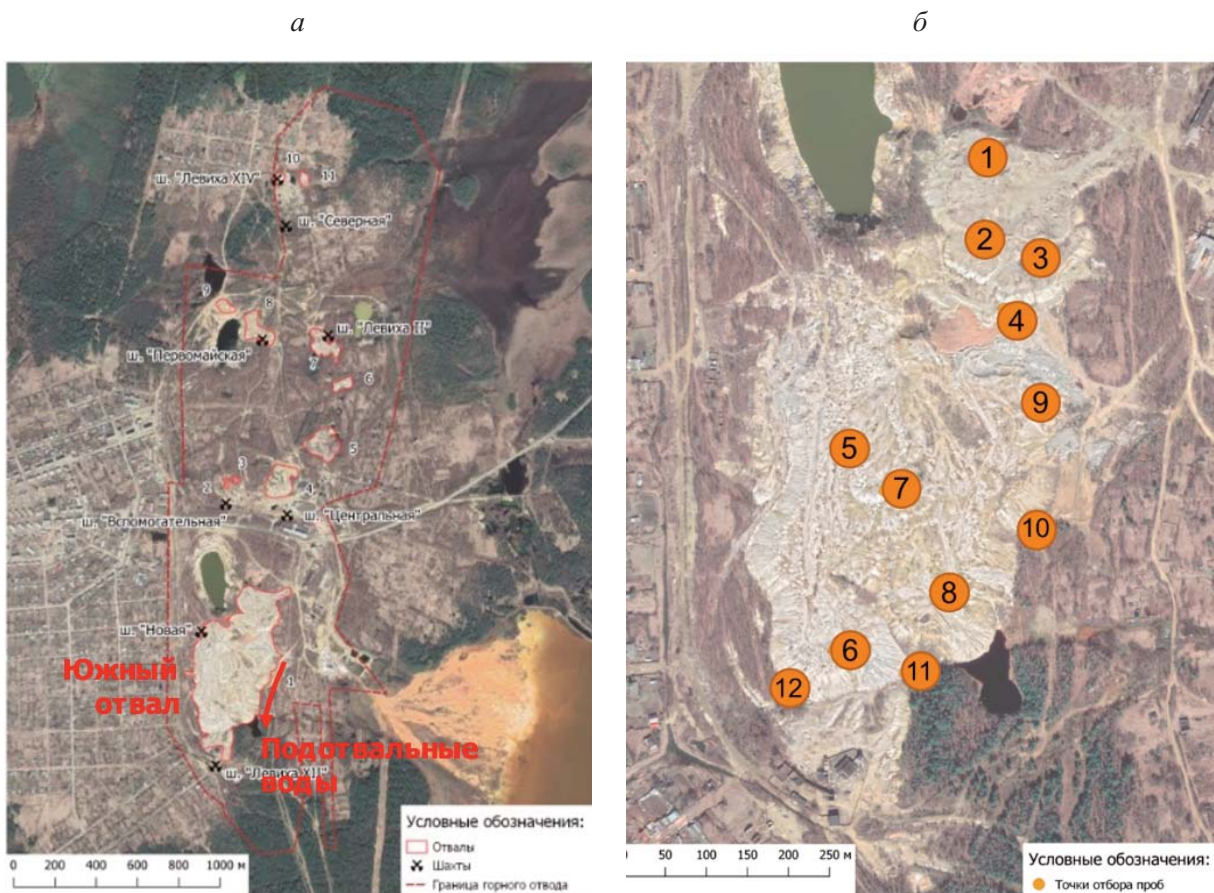 а
б
10
ш. "Левиха XIV"
11
ш. "Северная"
9
8
ш. "Левиха II"
ш. "Первомайская"
7
6
5
3
2
4
ш. "Вспомогательная"
ш. "Центральная"
ш. "Новая"
Южный
отвал
1
Подотвальные
воды
ш. "Левиха XII"
Условные обозначения:
Отвалы
Шахты
Граница горного отвода
0 200 400 600 800 1000 м
1
2
3
4
9
5
7
10
8
6
11
12
0 50 100 150 200 250 м
Условные обозначения:
Точки отбора проб